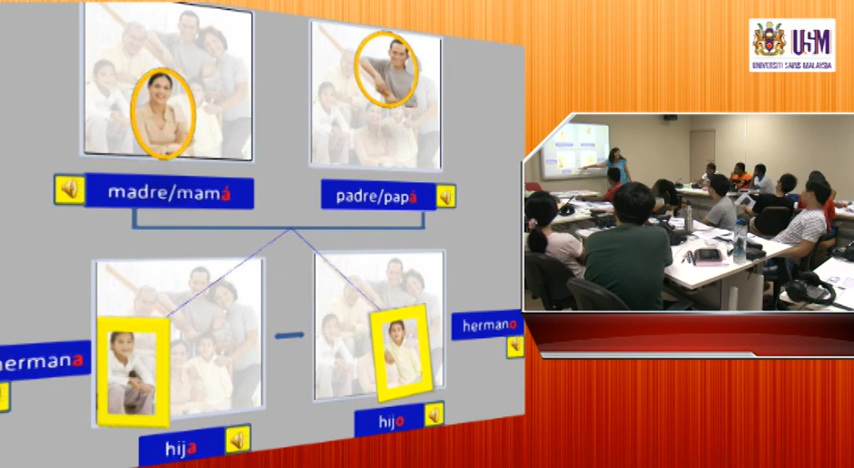 USM
UNIVERSITI SAINS MALAYSIA
madre/mamá
padre/papá
hermana
hermano
hija
hijo